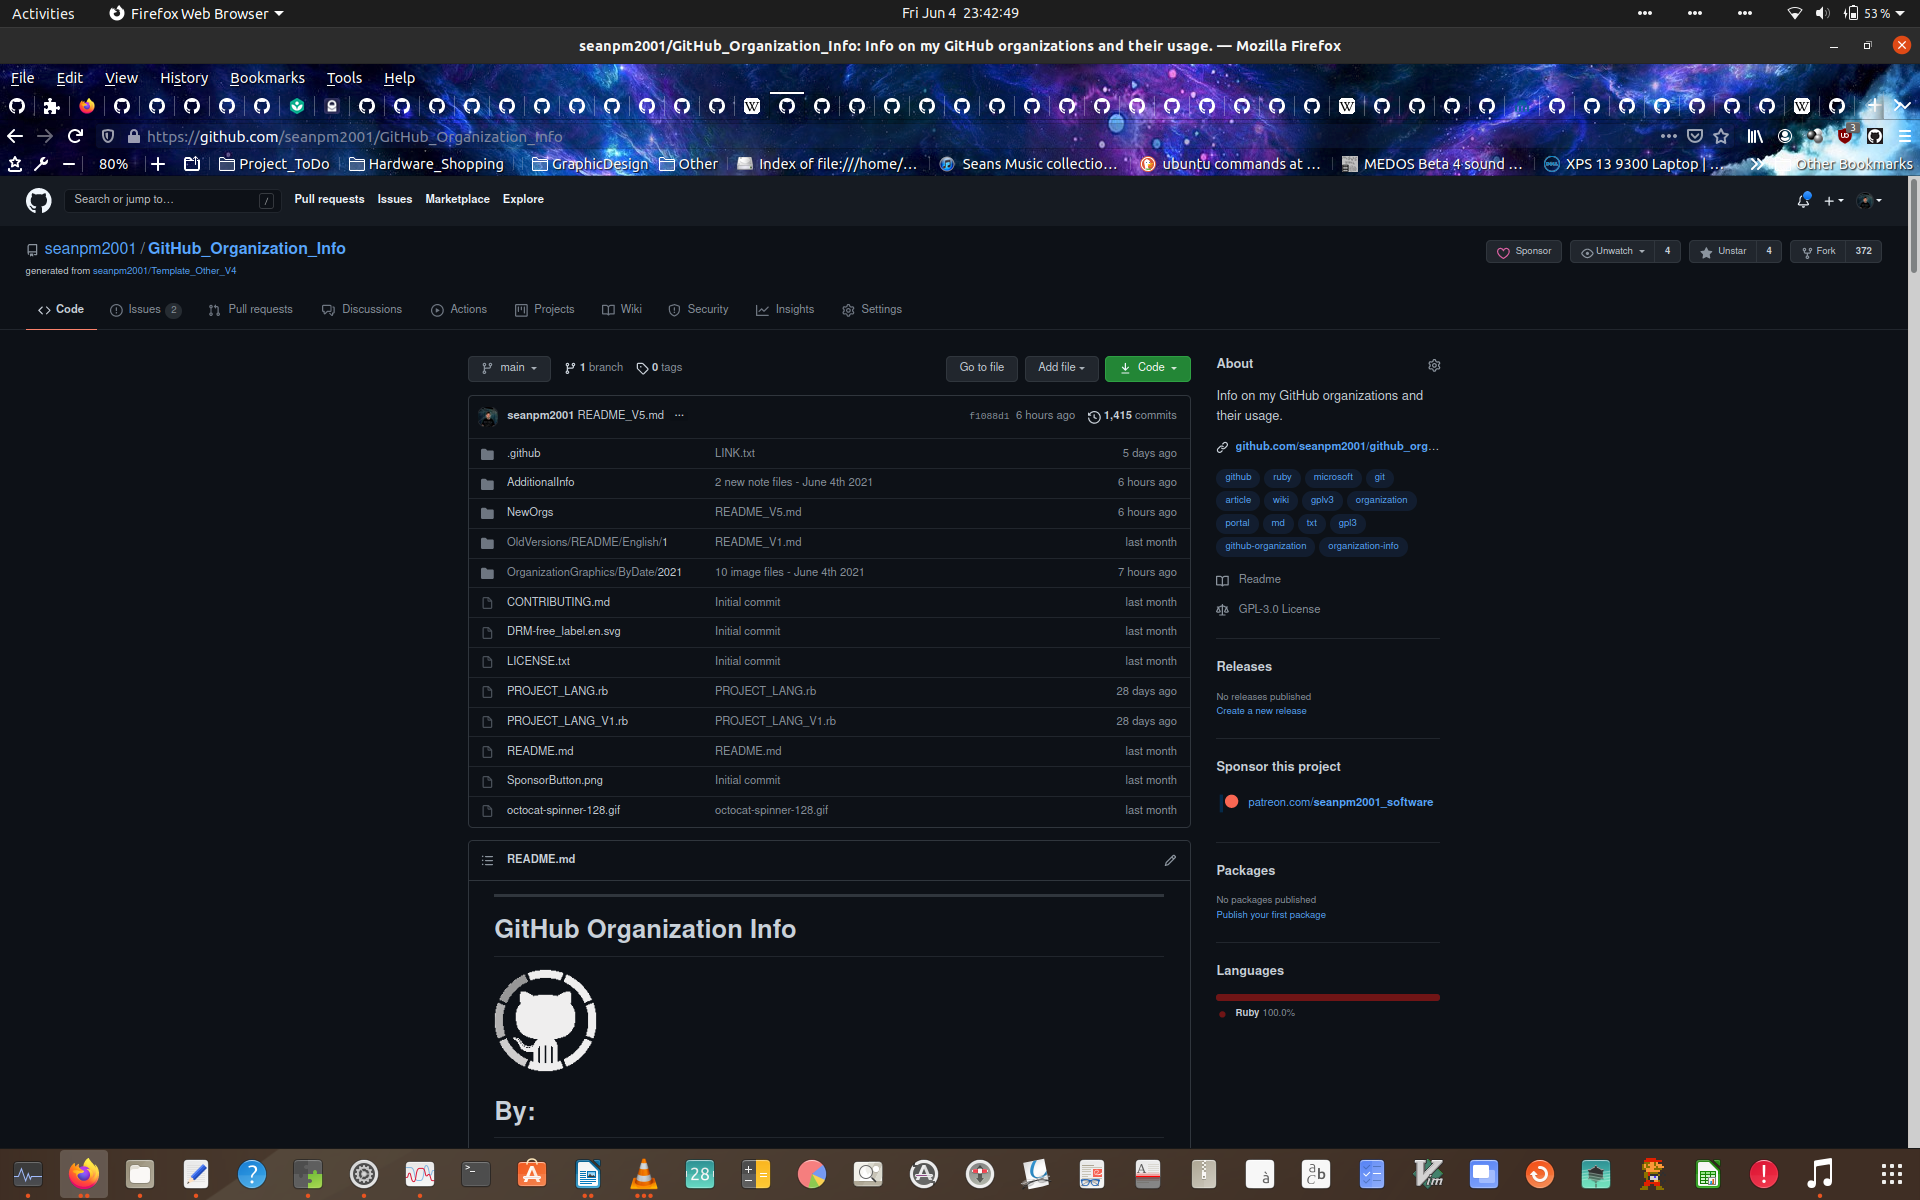 Activities Firefox Web Browser Fri Jun 4 23:42:49 53 %
seanpm2001/GitHub_Organization_Info: Info on my GitHub organizations and their usage. — Mozilla Firefox
File Edit View History Bookmarks Tools Help
https://github.com/seanpm2001/GitHub_Organization_Info 3
80% Project_ToDo Hardware_Shopping GraphicDesign Other Index of file:///home/… Seans Music collectio… ubuntu commands at … MEDOS Beta 4 sound … XPS 13 9300 Laptop | … Other Bookmarks
Search or jump to… / Pull requests Issues Marketplace Explore
seanpm2001 / GitHub_Organization_Info Sponsor Unwatch 4 Unstar 4 Fork 372
generated from seanpm2001/Template_Other_V4
Code Issues 2 Pull requests Discussions Actions Projects Wiki Security Insights Settings
main 1 branch 0 tags Go to file Add file Code
seanpm2001 README_V5.md ... f1088d1 6 hours ago 1,415 commits
.github LINK.txt 5 days ago
AdditionalInfo 2 new note files - June 4th 2021 6 hours ago
NewOrgs README_V5.md 6 hours ago
OldVersions/README/English/1 README_V1.md last month
OrganizationGraphics/ByDate/2021 10 image files - June 4th 2021 7 hours ago
CONTRIBUTING.md Initial commit last month
DRM-free_label.en.svg Initial commit last month
LICENSE.txt Initial commit last month
PROJECT_LANG.rb PROJECT_LANG.rb 28 days ago
PROJECT_LANG_V1.rb PROJECT_LANG_V1.rb 28 days ago
README.md README.md last month
SponsorButton.png Initial commit last month
octocat-spinner-128.gif octocat-spinner-128.gif last month
README.md
GitHub Organization Info
By:
About
Info on my GitHub organizations and
their usage.
github.com/seanpm2001/github_org…
github ruby microsoft git
article wiki gplv3 organization
portal md txt gpl3
github-organization organization-info
Readme
GPL-3.0 License
Releases
No releases published
Create a new release
Sponsor this project
patreon.com/seanpm2001_software
Packages
No packages published
Publish your first package
Languages
Ruby 100.0%
28